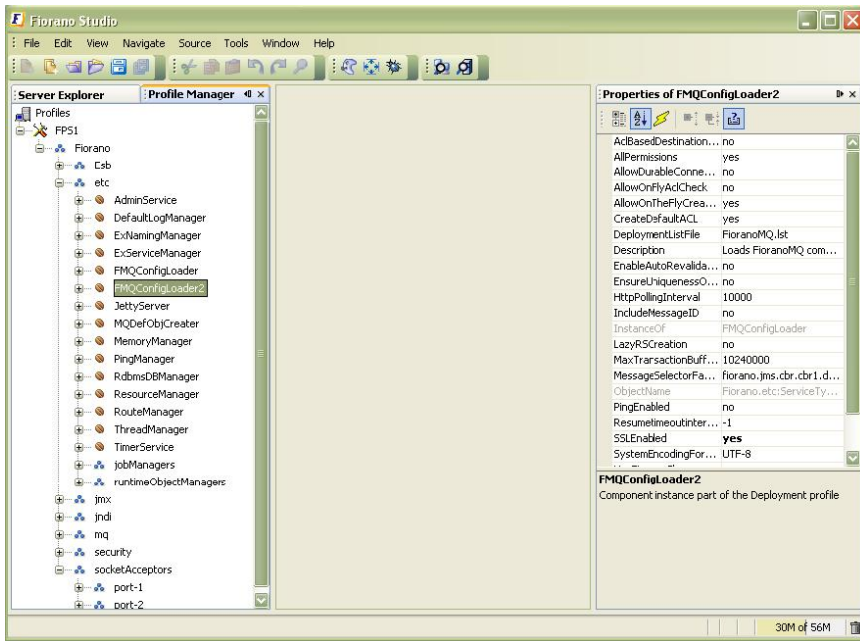 Fiorano Studio
File Edit View Navigate Source Tools Window Help
Server Explorer
Profile Manager
Profiles
FPS1
Fiorano
Esb
etc
AdminService
DefaultLogManager
ExNamingManager
ExServiceManager
FMQConfigLoader
FMQConfigLoader2
JettyServer
MQDefObjCreater
MemoryManager
PingManager
RdbmsDBManager
ResourceManager
RouteManager
ThreadManager
TimerService
jobManagers
runtimeObjectManagers
jmx
jndi
mq
security
socketAcceptors
port-1
port-2
Properties of FMQConfigLoader2
AclBasedDestination... no
AllPermissions yes
AllowDurableConne... no
AllowOnFlyAclCheck no
AllowOnTheFlyCrea... yes
CreateDefaultACL yes
DeploymentListFile FioranoMQ.lst
Description Loads FioranoMQ com...
EnableAutoRevalida... no
EnsureUniquenessO... no
HttpPollingInterval 10000
IncludeMessageID no
InstanceOf FMQConfigLoader
LazyRSCreation no
MaxTransactionBuff... 10240000
MessageSelectorFa... fiorano.jms.cbr.cbr1.d...
ObjectName Fiorano.etc:ServiceTy...
PingEnabled no
Resumetimeoutinter... -1
SSLEnabled yes
SystemEncodingFor... UTF-8
FMQConfigLoader2
Component instance part of the Deployment profile
30M of 56M